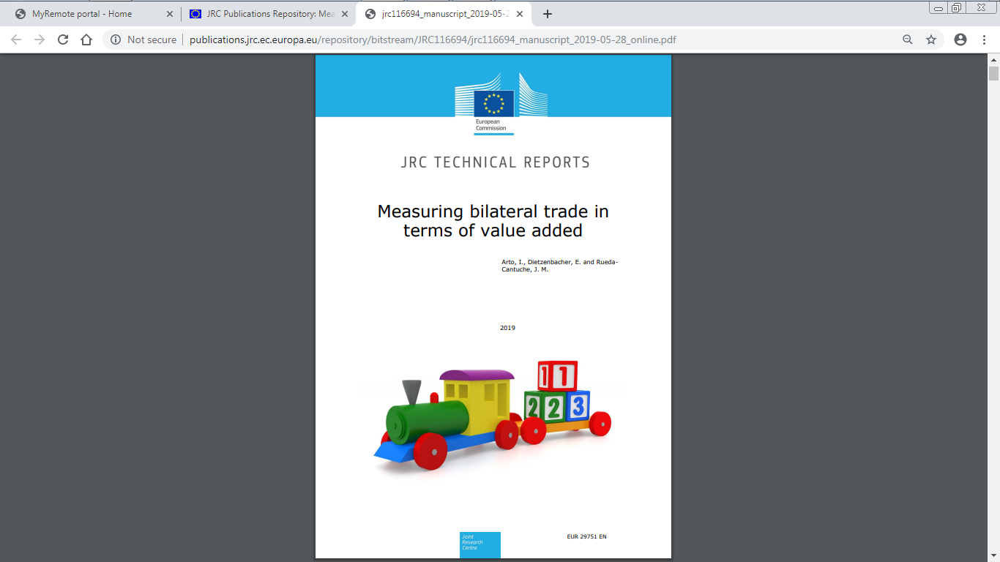 MyRemote portal - Home
JRC Publications Repository: Mea
jrc116694_manuscript_2019-05-2
Not secure
publications.jrc.ec.europa.eu/repository/bitstream/JRC116694/jrc116694_manuscript_2019-05-28_online.pdf
European
Commission
JRC TECHNICAL REPORTS
Measuring bilateral trade in
terms of value added
Arto, I., Dietzenbacher, E. and Rueda-
Cantuche, J. M.
2019
1 1
2 2 3
Joint
Research
Centre
EUR 29751 EN